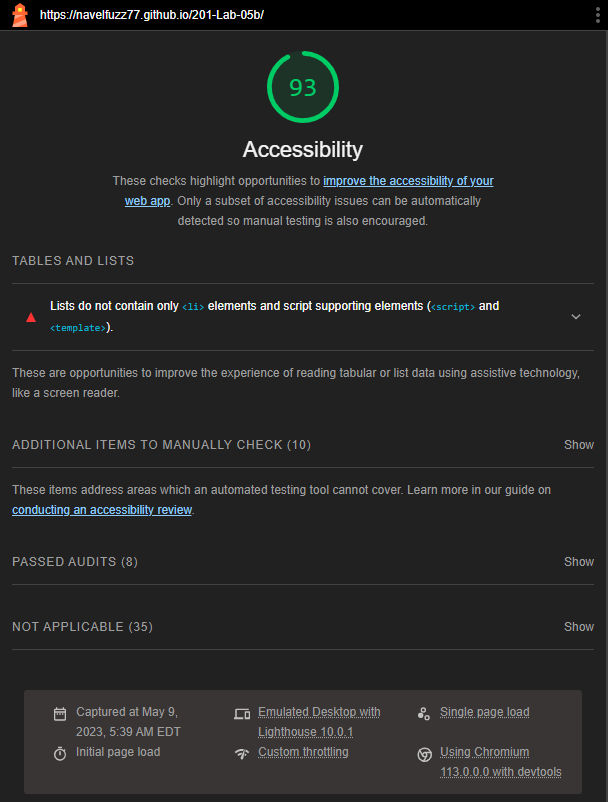 https://navelfuzz77.github.io/201-Lab-05b/
93
Accessibility
These checks highlight opportunities to improve the accessibility of your
web app. Only a subset of accessibility issues can be automatically
detected so manual testing is also encouraged.
TABLES AND LISTS
Lists do not contain only <li> elements and script supporting elements (<script> and
<template>).
These are opportunities to improve the experience of reading tabular or list data using assistive technology,
like a screen reader.
ADDITIONAL ITEMS TO MANUALLY CHECK (10) Show
These items address areas which an automated testing tool cannot cover. Learn more in our guide on
conducting an accessibility review.
PASSED AUDITS (8) Show
NOT APPLICABLE (35) Show
Captured at May 9,
2023, 5:39 AM EDT
Emulated Desktop with
Lighthouse 10.0.1
Single page load
Initial page load
Custom throttling
Using Chromium
113.0.0.0 with devtools